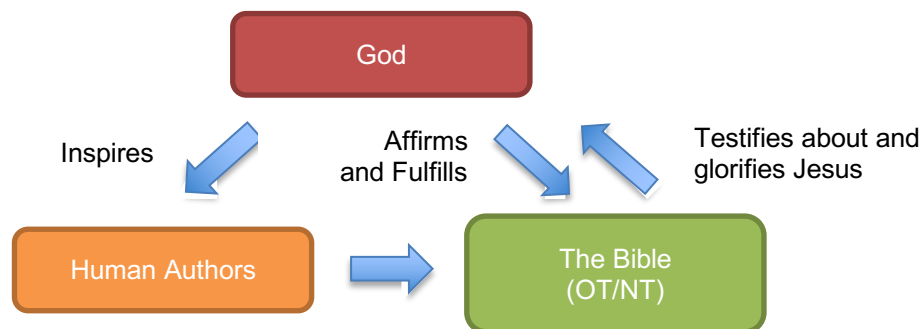 God
Inspires
Affirms
and Fulfills
Testifies about and
glorifies Jesus
Human Authors
The Bible
(OT/NT)